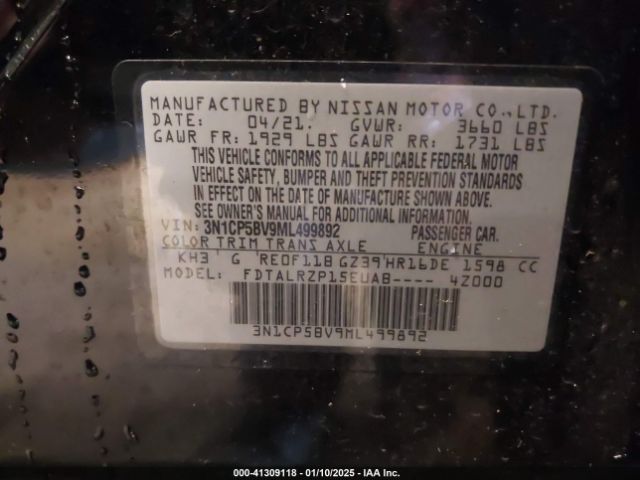 MANUFACTURED BY NISSAN MOTOR CO.,LTD.
DATE: 04/21. GVWR: 3660 LBS
GAWR FR: 1929 LBS GAWR RR: 1731 LBS
THIS VEHICLE CONFORMS TO ALL APPLICABLE FEDERAL MOTOR
VEHICLE SAFETY, BUMPER AND THEFT PREVENTION STANDARDS
IN EFFECT ON THE DATE OF MANUFACTURE SHOWN ABOVE.
SEE OWNER'S MANUAL FOR ADDITIONAL INFORMATION.
VIN: 3N1CP5BV9ML499892 PASSENGER CAR.
COLOR TRIM TRANS AXLE ENGINE
KH3 G RE0F11B GZ39 HR16DE 1598 CC
MODEL: FDTALRZP15EUAB---- 4Z000
3N1CP5BV9ML499892
000-41309118 - 01/10/2025 - IAA Inc.